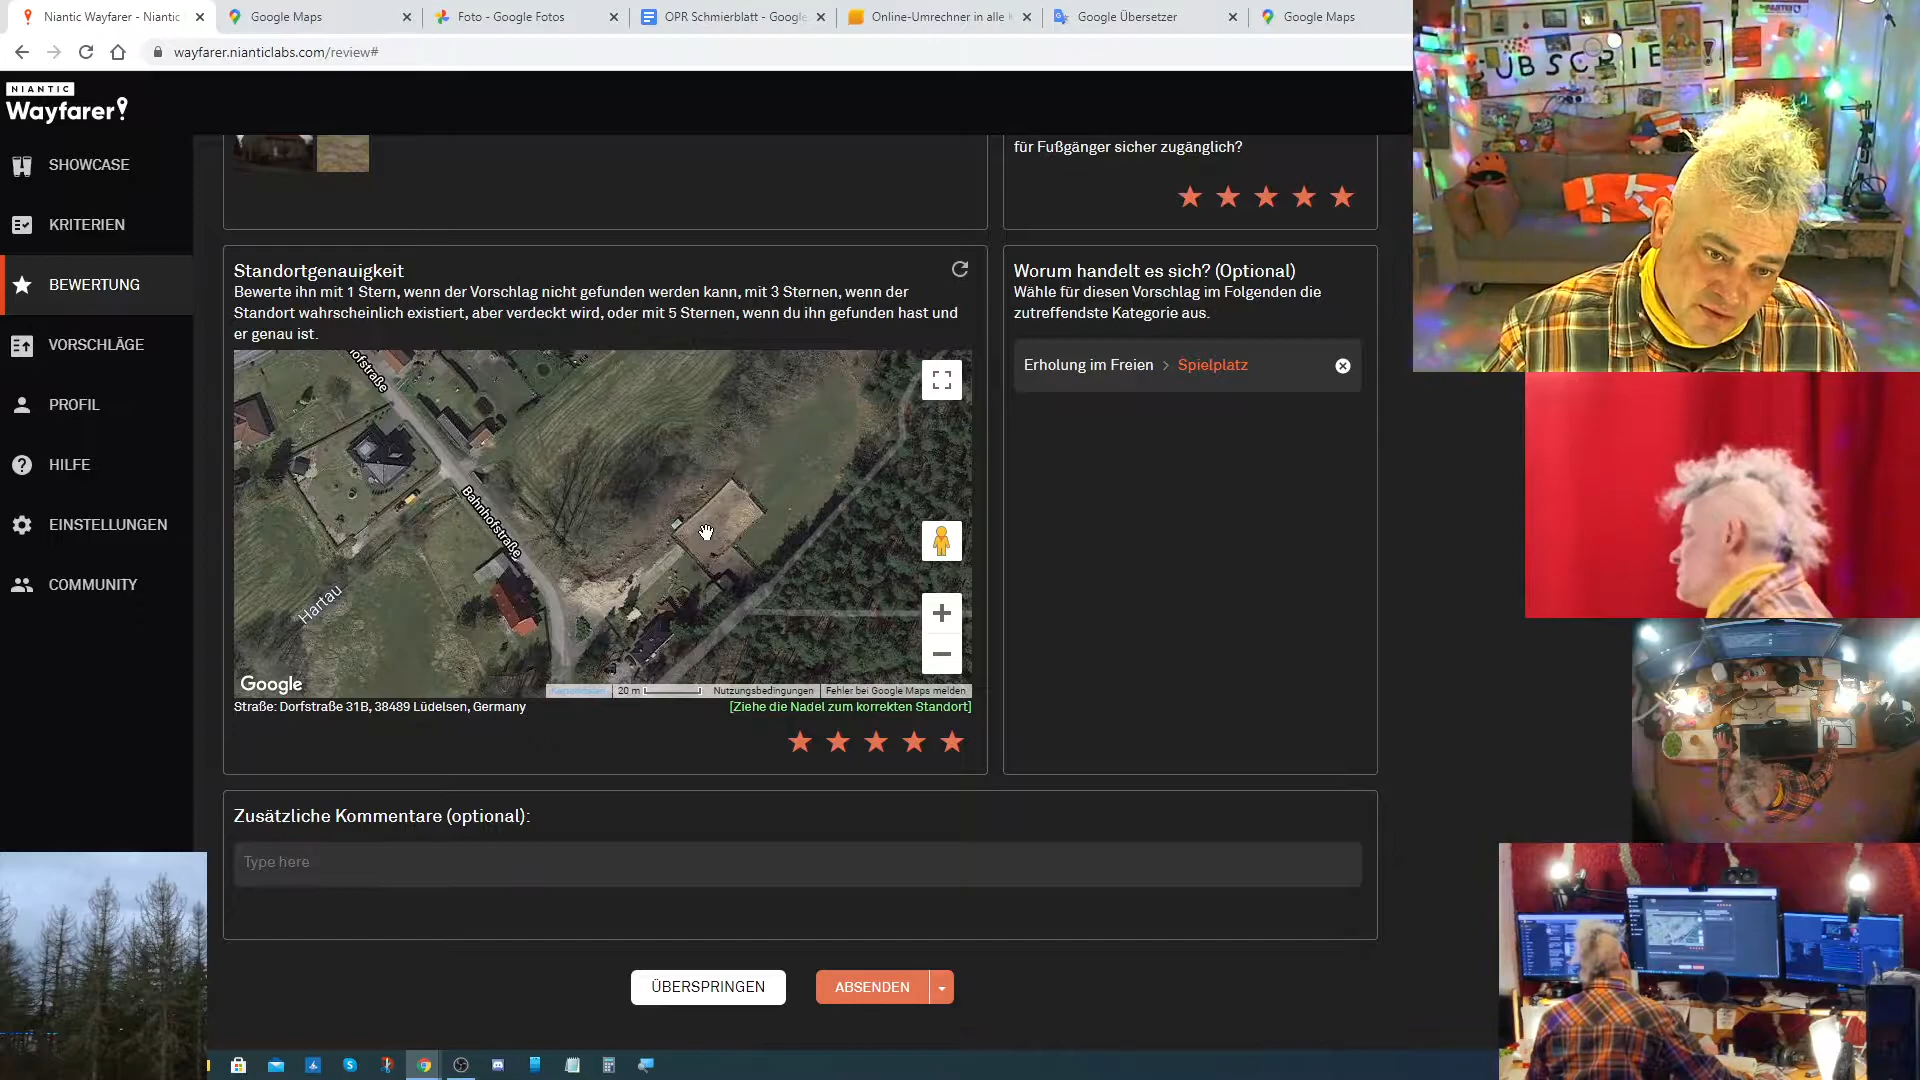 Niantic Wayfarer - Niantic
Google Maps
Foto - Google Fotos
OPR Schmierblatt - Google
Online-Umrechner in alle
Google Übersetzer
Google Maps
wayfarer.nianticlabs.com/review#
NIANTIC
Wayfarer
SHOWCASE
KRITERIEN
BEWERTUNG
VORSCHLÄGE
PROFIL
HILFE
EINSTELLUNGEN
COMMUNITY
für Fußgänger sicher zugänglich?
Standortgenauigkeit
Bewerte ihn mit 1 Stern, wenn der Vorschlag nicht gefunden werden kann, mit 3 Sternen, wenn der
Standort wahrscheinlich existiert, aber verdeckt wird, oder mit 5 Sternen, wenn du ihn gefunden hast und
er genau ist.
Bahnhofstraße
Hartau
Google
20 m
Nutzungsbedingungen
Fehler bei Google Maps melden
Straße: Dorfstraße 31B, 38489 Lüdelsen, Germany
[Ziehe die Nadel zum korrekten Standort]
Worum handelt es sich? (Optional)
Wähle für diesen Vorschlag im Folgenden die
zutreffendste Kategorie aus.
Erholung im Freien > Spielplatz
Zusätzliche Kommentare (optional):
Type here
ÜBERSPRINGEN
ABSENDEN
UBSCRIE